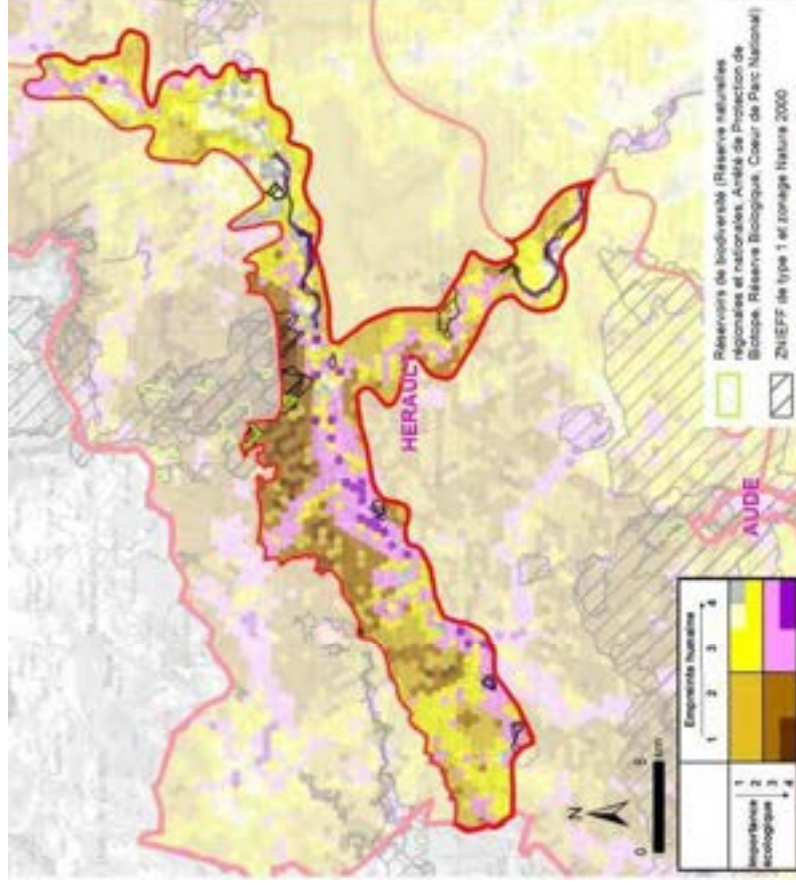 HERAULT
AUDE
N
0 5
km
Empreinte humaine
1 2 3 4
Importance
écologique
1
2
3
4
Réservoirs de biodiversité (Réserve naturelles
régionales et nationales, Arrêté de Protection de
Biotope, Réserve Biologique, Coeur de Parc National)
ZNIEFF de type 1 et zonage Natura 2000